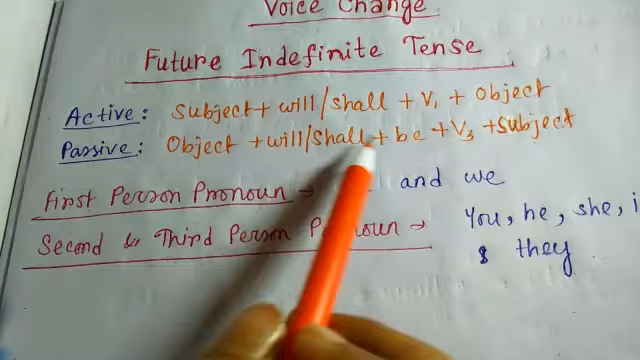 Voice Change
Future Indefinite Tense
Active: Subject + will/shall + V1 + Object
Passive: Object + will/shall + be + V3 + Subject
First Person Pronoun → and we
Second & Third Person Pronoun → You, he, she,
& they